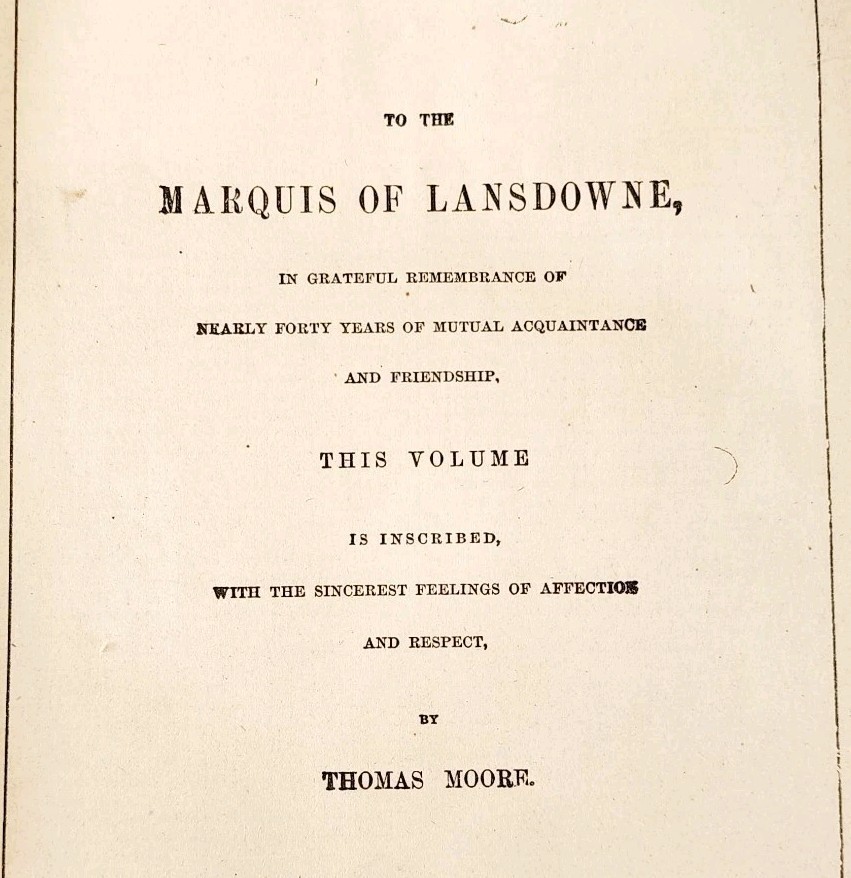 TO THE
MARQUIS OF LANSDOWNE,
IN GRATEFUL REMEMBRANCE OF
NEARLY FORTY YEARS OF MUTUAL ACQUAINTANCE
AND FRIENDSHIP,
THIS VOLUME
IS INSCRIBED,
WITH THE SINCEREST FEELINGS OF AFFECTION
AND RESPECT,
BY
THOMAS MOORE.